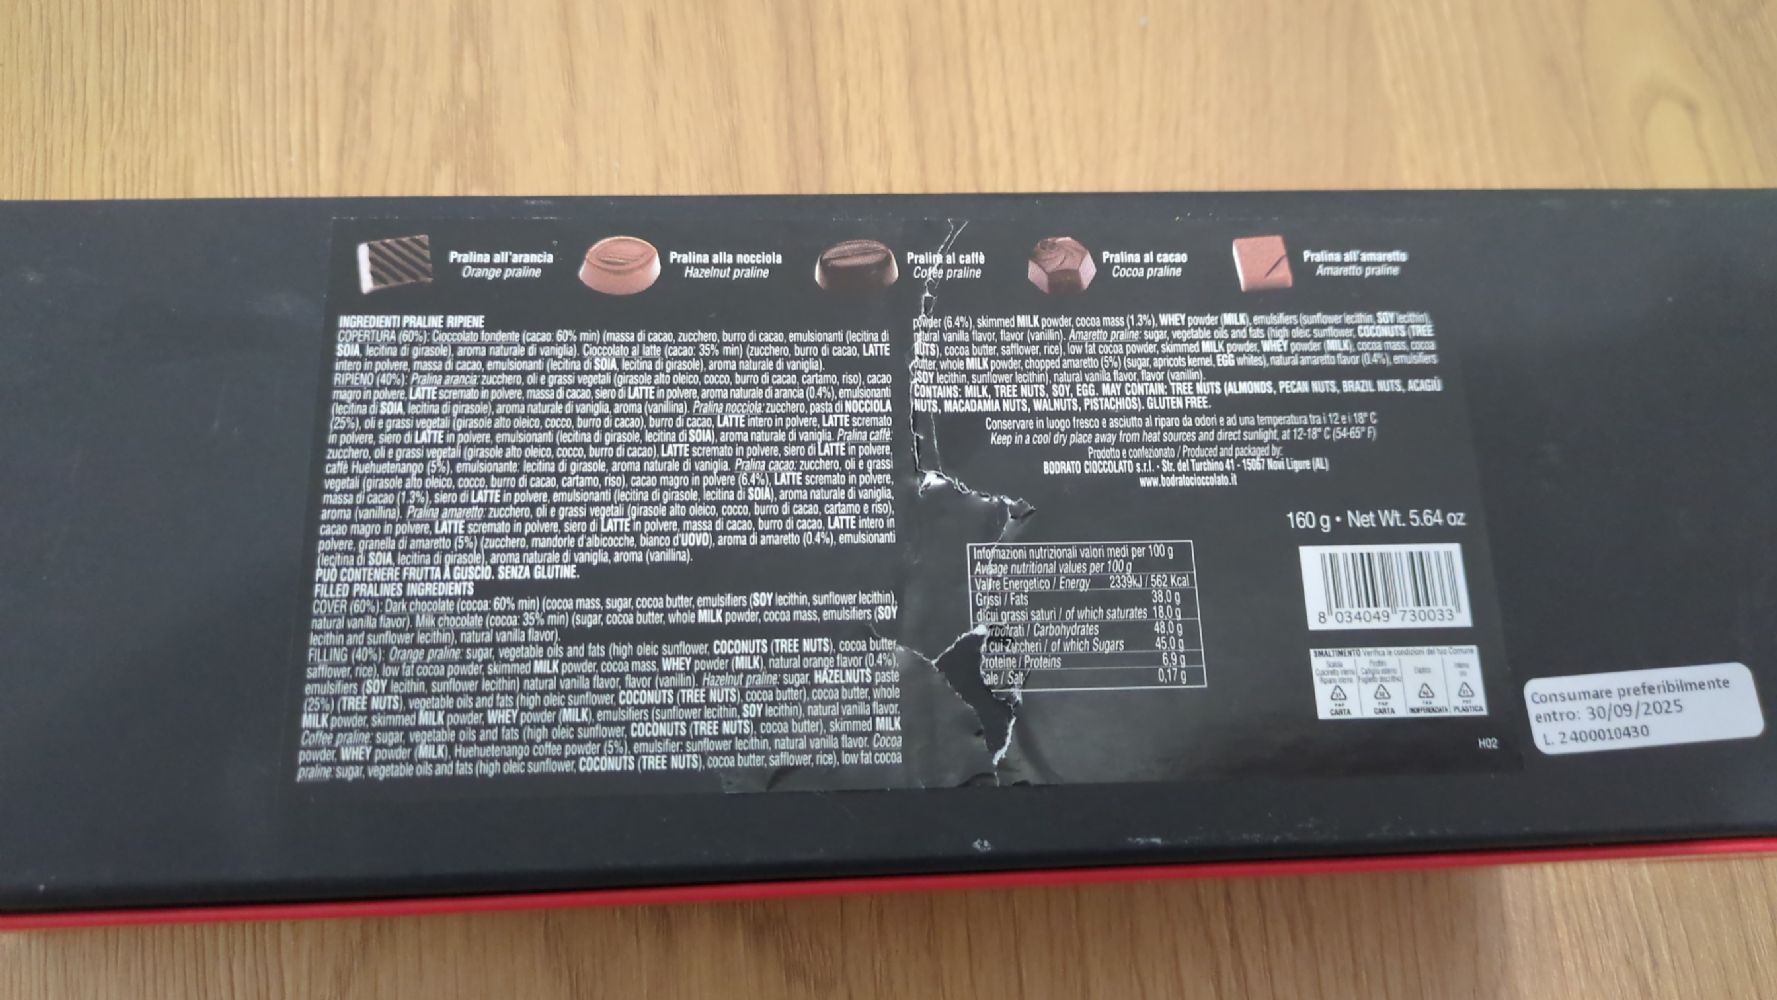 Pralina all'arancia
Orange praline
Pralina alla nocciola
Hazelnut praline
Pralina al caffè
Coffee praline
Pralina al cacao
Cocoa praline
Pralina all'amaretto
Amaretto praline
INGREDIENTI PRALINE RIPIENE
COPERTURA (60%): Cioccolato fondente (cacao: 60% min) (massa di cacao, zucchero, burro di cacao, emulsionanti (lecitina di
SOIA, lecitina di girasole), aroma naturale di vaniglia). Cioccolato al latte (cacao: 35% min) (zucchero, burro di cacao, LATTE
intero in polvere, massa di cacao, emulsionanti (lecitina di SOIA, lecitina di girasole), aroma naturale di vaniglia).
RIPIENO (40%): Pralina arancia: zucchero, oli e grassi vegetali (girasole alto oleico, cocco, burro di cacao, cartamo, riso), cacao
magro in polvere, LATTE scremato in polvere, massa di cacao, siero di LATTE in polvere, aroma naturale di arancia (0.4%), emulsionanti
(lecitina di SOIA, lecitina di girasole), aroma naturale di vaniglia, aroma (vanillina). Pralina nocciola: zucchero, pasta di NOCCIOLA
(25%), oli e grassi vegetali (girasole alto oleico, cocco, burro di cacao), burro di cacao, LATTE intero in polvere, LATTE scremato
in polvere, siero di LATTE in polvere, emulsionanti (lecitina di girasole, lecitina di SOIA), aroma naturale di vaniglia. Pralina caffè:
zucchero, oli e grassi vegetali (girasole alto oleico, cocco, burro di cacao), LATTE scremato in polvere, siero di LATTE in polvere,
caffè Huehuetenango (5%), emulsionante: lecitina di girasole, aroma naturale di vaniglia. Pralina cacao: zucchero, oli e grassi
vegetali (girasole alto oleico, cocco, burro di cacao, cartamo, riso), cacao magro in polvere (6.4%), LATTE scremato in polvere,
massa di cacao (1.3%), siero di LATTE in polvere, emulsionanti (lecitina di girasole, lecitina di SOIA), aroma naturale di vaniglia,
aroma (vanillina). Pralina amaretto: zucchero, oli e grassi vegetali (girasole alto oleico, cocco, burro di cacao, cartamo e riso),
cacao magro in polvere, LATTE scremato in polvere, siero di LATTE in polvere, massa di cacao, burro di cacao, LATTE intero in
polvere, granella di amaretto (5%) (zucchero, mandorle d'albicocche, bianco d'UOVO), aroma di amaretto (0.4%), emulsionanti
(lecitina di SOIA, lecitina di girasole), aroma naturale di vaniglia, aroma (vanillina).
PUÒ CONTENERE FRUTTA A GUSCIO. SENZA GLUTINE.
FILLED PRALINES INGREDIENTS
COVER (60%): Dark chocolate (cocoa: 60% min) (cocoa mass, sugar, cocoa butter, emulsifiers (SOY lecithin, sunflower lecithin),
natural vanilla flavor). Milk chocolate (cocoa: 35% min) (sugar, cocoa butter, whole MILK powder, cocoa mass, emulsifiers (SOY
lecithin and sunflower lecithin), natural vanilla flavor).
FILLING (40%): Orange praline: sugar, vegetable oils and fats (high oleic sunflower, COCONUTS (TREE NUTS), cocoa butter,
safflower, rice), low fat cocoa powder, skimmed MILK powder, cocoa mass, WHEY powder (MILK), natural orange flavor (0.4%),
emulsifiers (SOY lecithin, sunflower lecithin) natural vanilla flavor, flavor (vanillin). Hazelnut praline: sugar, HAZELNUTS paste
(25%) (TREE NUTS), vegetable oils and fats (high oleic sunflower, COCONUTS (TREE NUTS), cocoa butter), cocoa butter, whole
MILK powder, skimmed MILK powder, WHEY powder (MILK), emulsifiers (sunflower lecithin, SOY lecithin), natural vanilla flavor.
Coffee praline: sugar, vegetable oils and fats (high oleic sunflower, COCONUTS (TREE NUTS), cocoa butter), skimmed MILK
powder, WHEY powder (MILK), Huehuetenango coffee powder (5%), emulsifier: sunflower lecithin, natural vanilla flavor. Cocoa
praline: sugar, vegetable oils and fats (high oleic sunflower, COCONUTS (TREE NUTS), cocoa butter, safflower, rice), low fat cocoa
powder (6.4%), skimmed MILK powder, cocoa mass (1.3%), WHEY powder (MILK), emulsifiers (sunflower lecithin, SOY lecithin),
natural vanilla flavor, flavor (vanillin). Amaretto praline: sugar, vegetable oils and fats (high oleic sunflower, COCONUTS (TREE
NUTS), cocoa butter, safflower, rice), low fat cocoa powder, skimmed MILK powder, WHEY powder (MILK), cocoa mass, cocoa
butter, whole MILK powder, chopped amaretto (5%) (sugar, apricots kernel, EGG whites), natural amaretto flavor (0.4%), emulsifiers
(SOY lecithin, sunflower lecithin), natural vanilla flavor, flavor (vanillin).
CONTAINS: MILK, TREE NUTS, SOY, EGG. MAY CONTAIN: TREE NUTS (ALMONDS, PECAN NUTS, BRAZIL NUTS, ACAGIÙ
NUTS, MACADAMIA NUTS, WALNUTS, PISTACHIOS). GLUTEN FREE.
Conservare in luogo fresco e asciutto al riparo da odori e ad una temperatura tra i 12 e i 18° C
Keep in a cool dry place away from heat sources and direct sunlight, at 12-18° C (54-65° F)
Prodotto e confezionato / Produced and packaged by:
BODRATO CIOCCOLATO s.r.l. - Str. del Turchino 41 - 15067 Novi Ligure (AL)
www.bodratocioccolato.it
160 g • Net Wt. 5.64 oz
Informazioni nutrizionali valori medi per 100 g
Average nutritional values per 100 g
Valore Energetico / Energy 2339kJ / 562 Kcal
Grassi / Fats 38,0 g
di cui grassi saturi / of which saturates 18,0 g
Carboidrati / Carbohydrates 48,0 g
di cui Zuccheri / of which Sugars 45,0 g
Proteine / Proteins 6,9 g
Sale / Salt 0,17 g
8 034049 730033
SMALTIMENTO Verifica le condizioni del tuo Comune
PAP PAP
CARTA CARTA INDIFFERENZIATA PLASTICA
H02
Consumare preferibilmente
entro: 30/09/2025
L. 2400010430